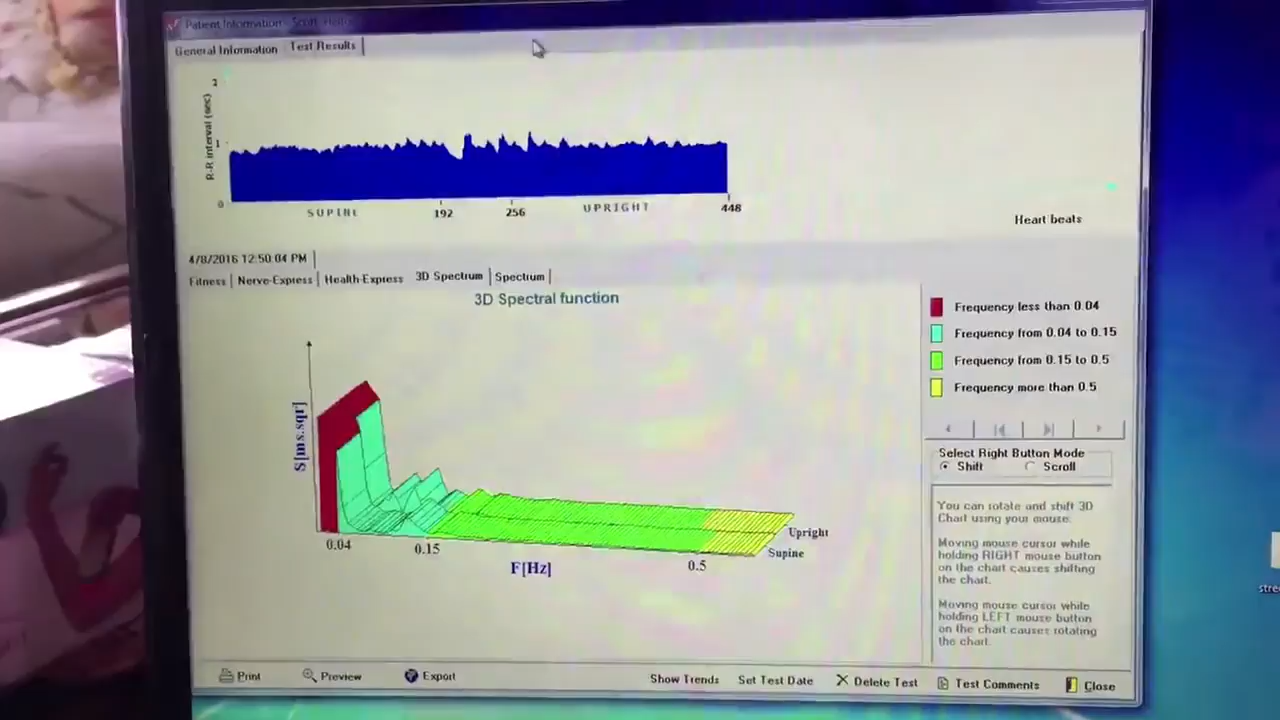 Patient Information
General Information
Test Results
2
R-R interval (sec)
1
0
SUPINE
192
256
UPRIGHT
448
Heart beats
4/8/2016 12:50:04 PM
Fitness
Nerve-Express
Health-Express
3D Spectrum
Spectrum
3D Spectral function
Frequency less than 0.04
Frequency from 0.04 to 0.15
Frequency from 0.15 to 0.5
Frequency more than 0.5
S[ms.sqr]
0.04
0.15
F[Hz]
0.5
Upright
Supine
Select Right Button Mode
Shift
Scroll
You can rotate and shift 3D
Chart using your mouse.
Moving mouse cursor while
holding RIGHT mouse button
on the chart causes shifting
the chart.
Moving mouse cursor while
holding LEFT mouse button
on the chart causes rotating
the chart.
Print
Preview
Export
Show Trends
Set Test Date
Delete Test
Test Comments
Close